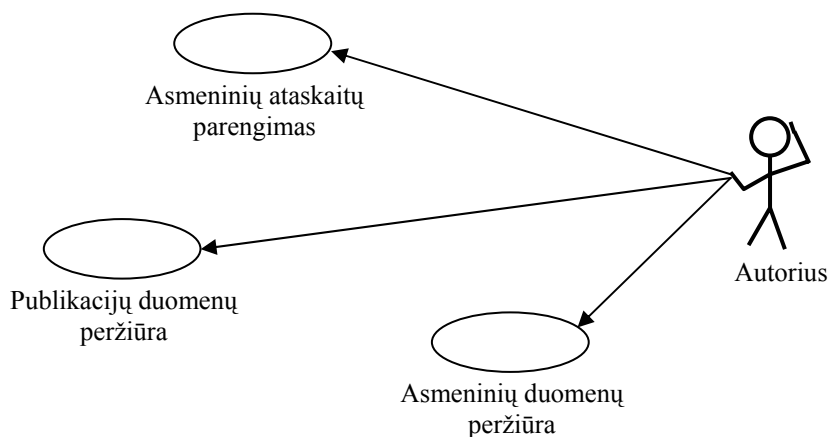 Asmeninių ataskaitų
parengimas
Autorius
Publikacijų duomenų
peržiūra
Asmeninių duomenų
peržiūra